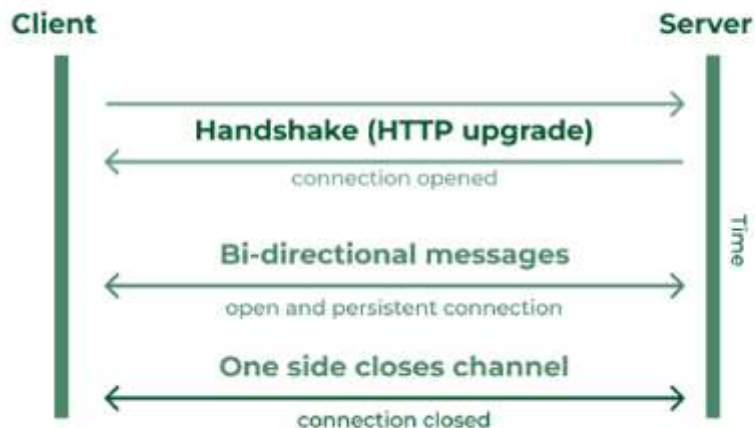 Client
Server
Handshake (HTTP upgrade)
connection opened
Time
Bi-directional messages
open and persistent connection
One side closes channel
connection closed